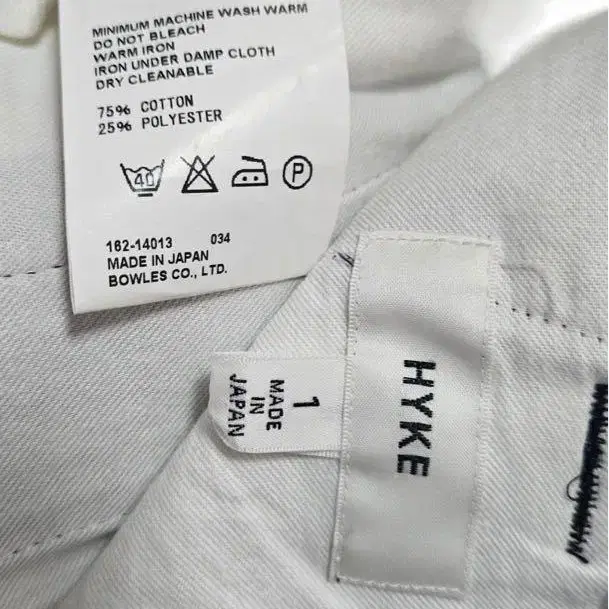 MINIMUM MACHINE WASH WARM
DO NOT BLEACH
WARM IRON
IRON UNDER DAMP CLOTH
DRY CLEANABLE
75% COTTON
25% POLYESTER
40
P
162-14013 034
MADE IN JAPAN
BOWLES CO., LTD.
HYKE
1
MADE
IN
JAPAN